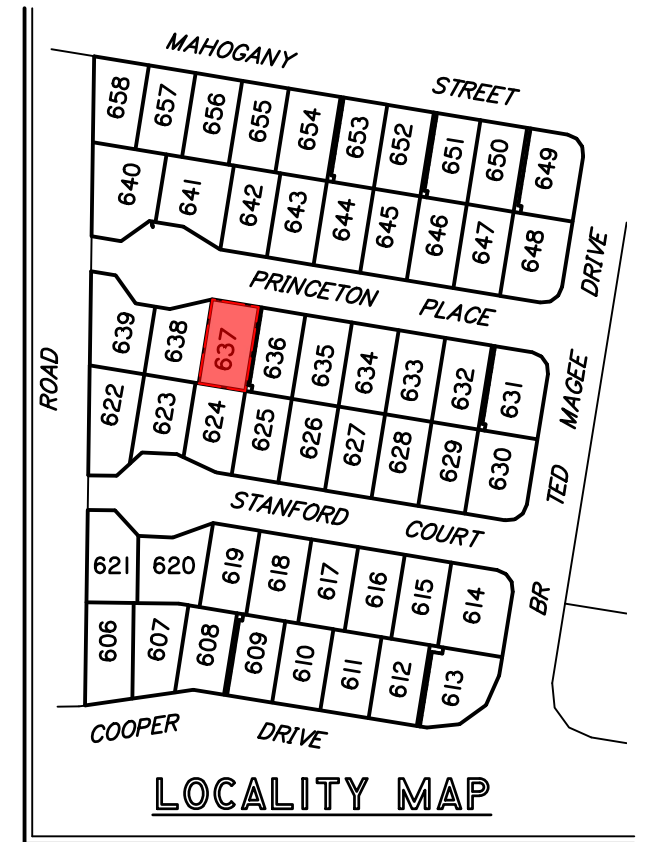 MAHOGANY STREET
658 657 656 655 654 653 652 651 650 649
640 641 642 643 644 645 646 647 648
PRINCETON PLACE
639 638 637 636 635 634 633 632 631
622 623 624 625 626 627 628 629 630
STANFORD COURT
621 620 619 618 617 616 615 614
606 607 608 609 610 611 612 613
COOPER DRIVE
ROAD
BR TED MAGEE DRIVE
LOCALITY MAP